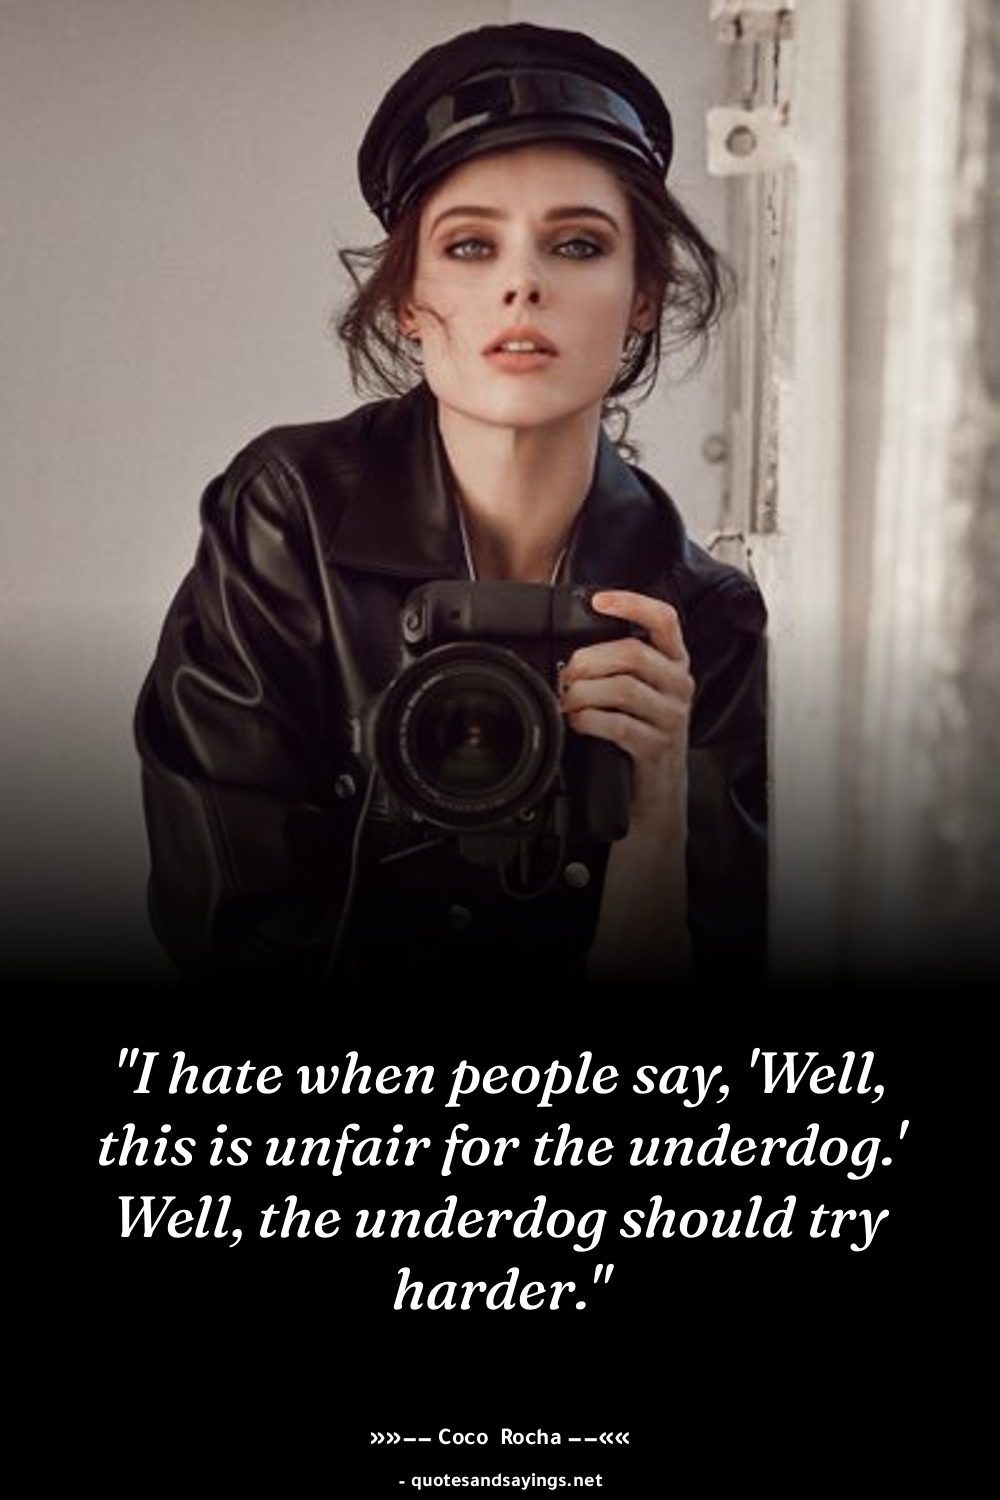 "I hate when people say, 'Well,
this is unfair for the underdog.'
Well, the underdog should try
harder."
»»−− Coco Rocha −−««
- quotesandsayings.net